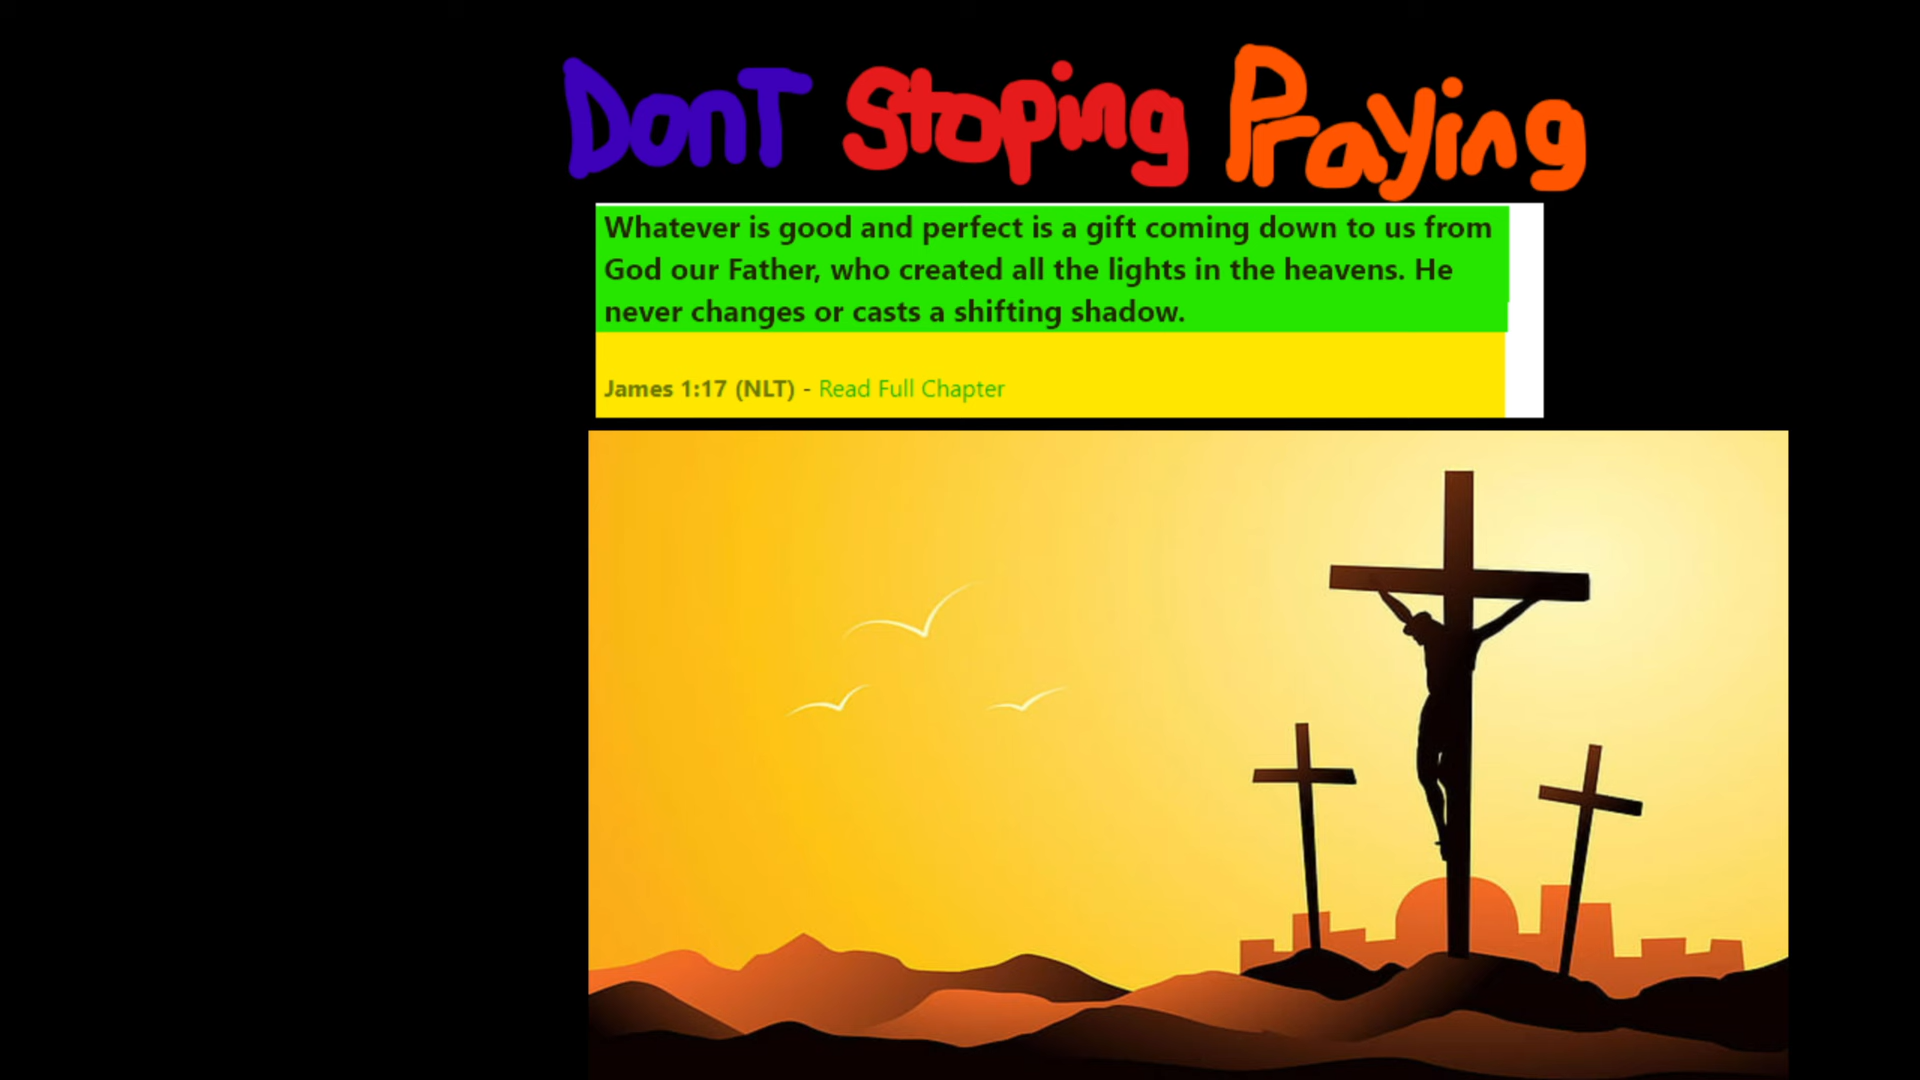 DonT Stoping Praying
Whatever is good and perfect is a gift coming down to us from
God our Father, who created all the lights in the heavens. He
never changes or casts a shifting shadow.
James 1:17 (NLT) - Read Full Chapter